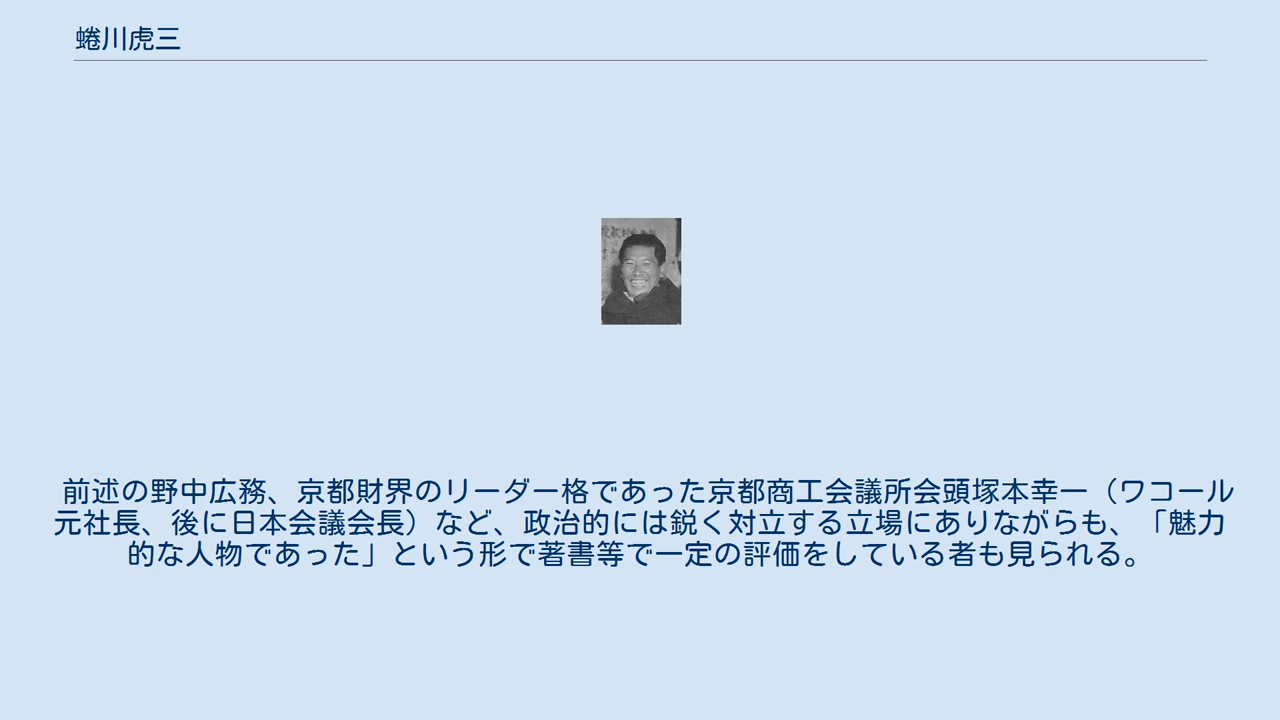 蜷川虎三
前述の野中広務、京都財界のリーダー格であった京都商工会議所会頭塚本幸一（ワコール
元社長、後に日本会議会長）など、政治的には鋭く対立する立場にありながらも、「魅力
的な人物であった」という形で著書等で一定の評価をしている者も見られる。